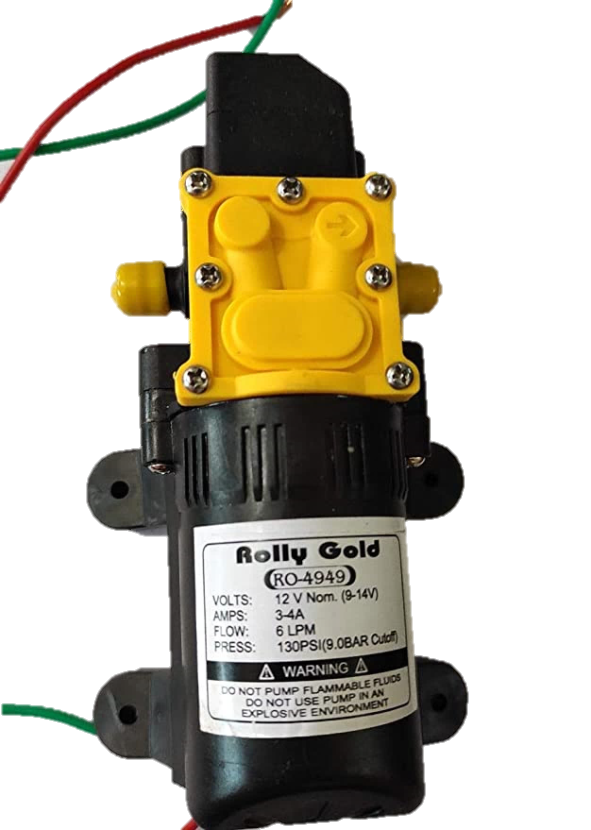 Rolly Gold
RO-4949
VOLTS: 12 V Nom. (9-14V)
AMPS: 3-4A
FLOW: 6 LPM
PRESS: 130PSI(9.0BAR Cutoff)
WARNING
DO NOT PUMP FLAMMABLE FLUIDS
DO NOT USE PUMP IN AN
EXPLOSIVE ENVIRONMENT